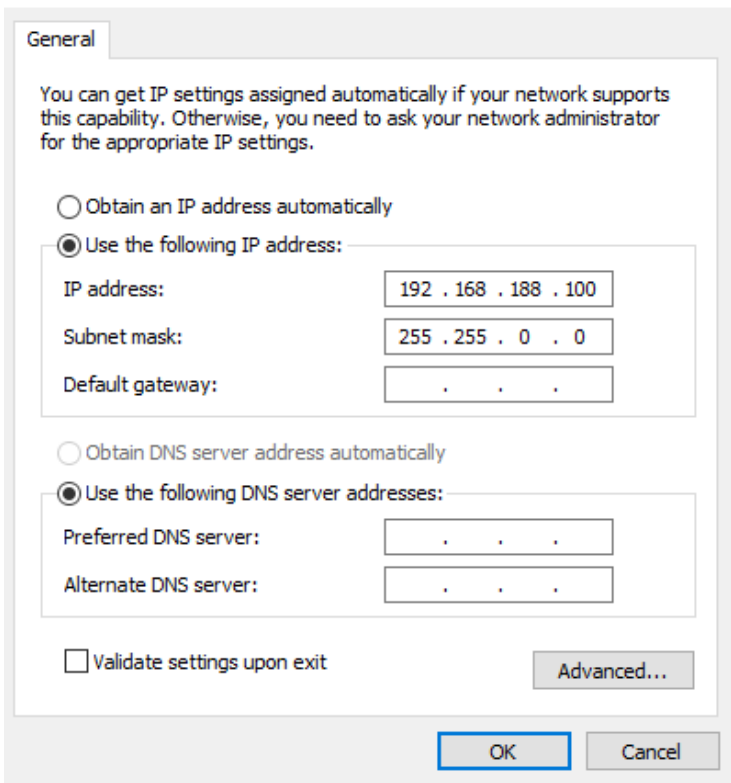 General
You can get IP settings assigned automatically if your network supports
this capability. Otherwise, you need to ask your network administrator
for the appropriate IP settings.
Obtain an IP address automatically
Use the following IP address:
IP address: 192 . 168 . 188 . 100
Subnet mask: 255 . 255 . 0 . 0
Default gateway: . . .
Obtain DNS server address automatically
Use the following DNS server addresses:
Preferred DNS server: . . .
Alternate DNS server: . . .
Validate settings upon exit
Advanced...
OK Cancel